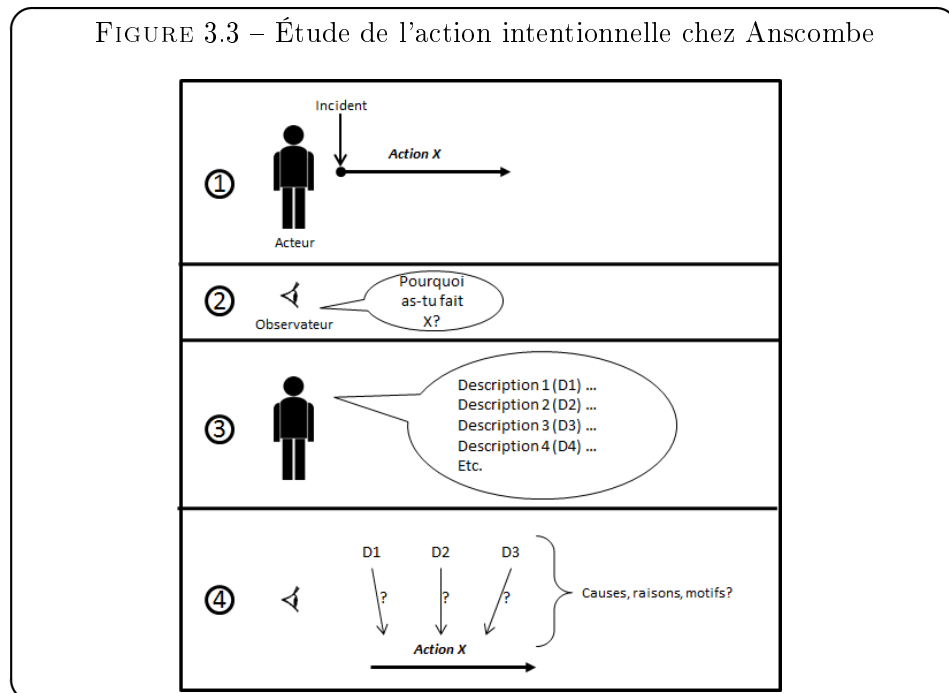 FIGURE 3.3 – Étude de l'action intentionnelle chez Anscombe
Incident
Action X
1
Acteur
2
Observateur
Pourquoi
as-tu fait
X?
3
Description 1 (D1) ...
Description 2 (D2) ...
Description 3 (D3) ...
Description 4 (D4) ...
Etc.
4
D1 D2 D3
? ? ?
Causes, raisons, motifs?
Action X